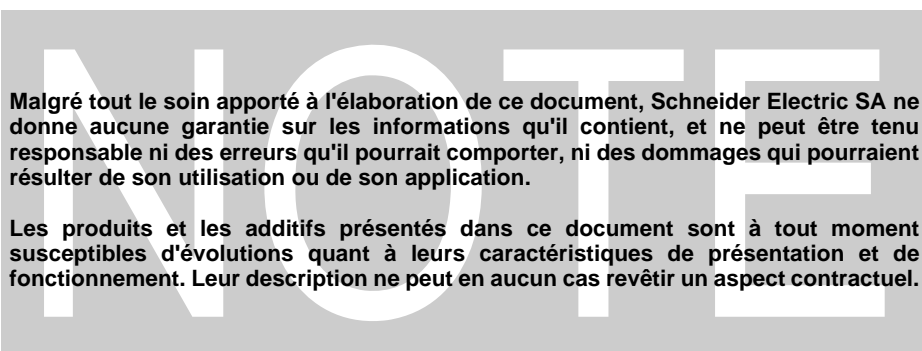 NOTE
Malgré tout le soin apporté à l'élaboration de ce document, Schneider Electric SA ne
donne aucune garantie sur les informations qu'il contient, et ne peut être tenu
responsable ni des erreurs qu'il pourrait comporter, ni des dommages qui pourraient
résulter de son utilisation ou de son application.
Les produits et les additifs présentés dans ce document sont à tout moment
susceptibles d'évolutions quant à leurs caractéristiques de présentation et de
fonctionnement. Leur description ne peut en aucun cas revêtir un aspect contractuel.